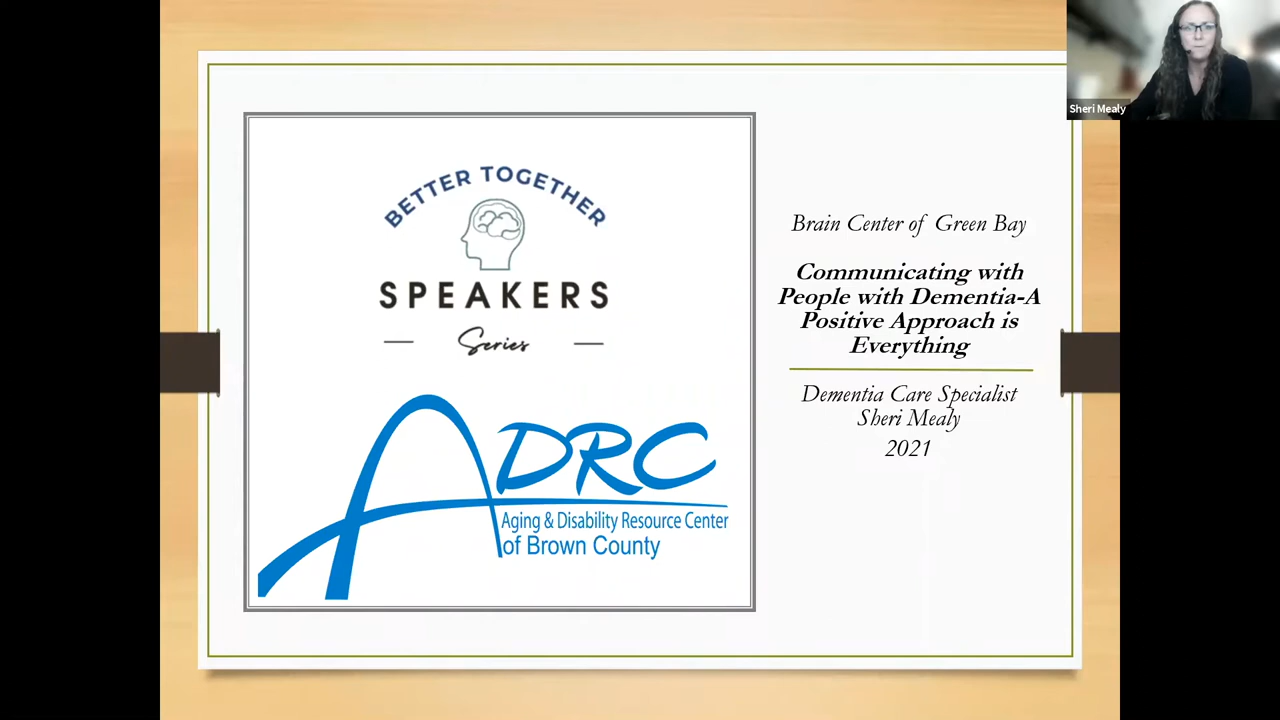 Sheri Mealy
BETTER TOGETHER
SPEAKERS
Series
ADRC
Aging & Disability Resource Center
of Brown County
Brain Center of Green Bay
Communicating with
People with Dementia-A
Positive Approach is
Everything
Dementia Care Specialist
Sheri Mealy
2021